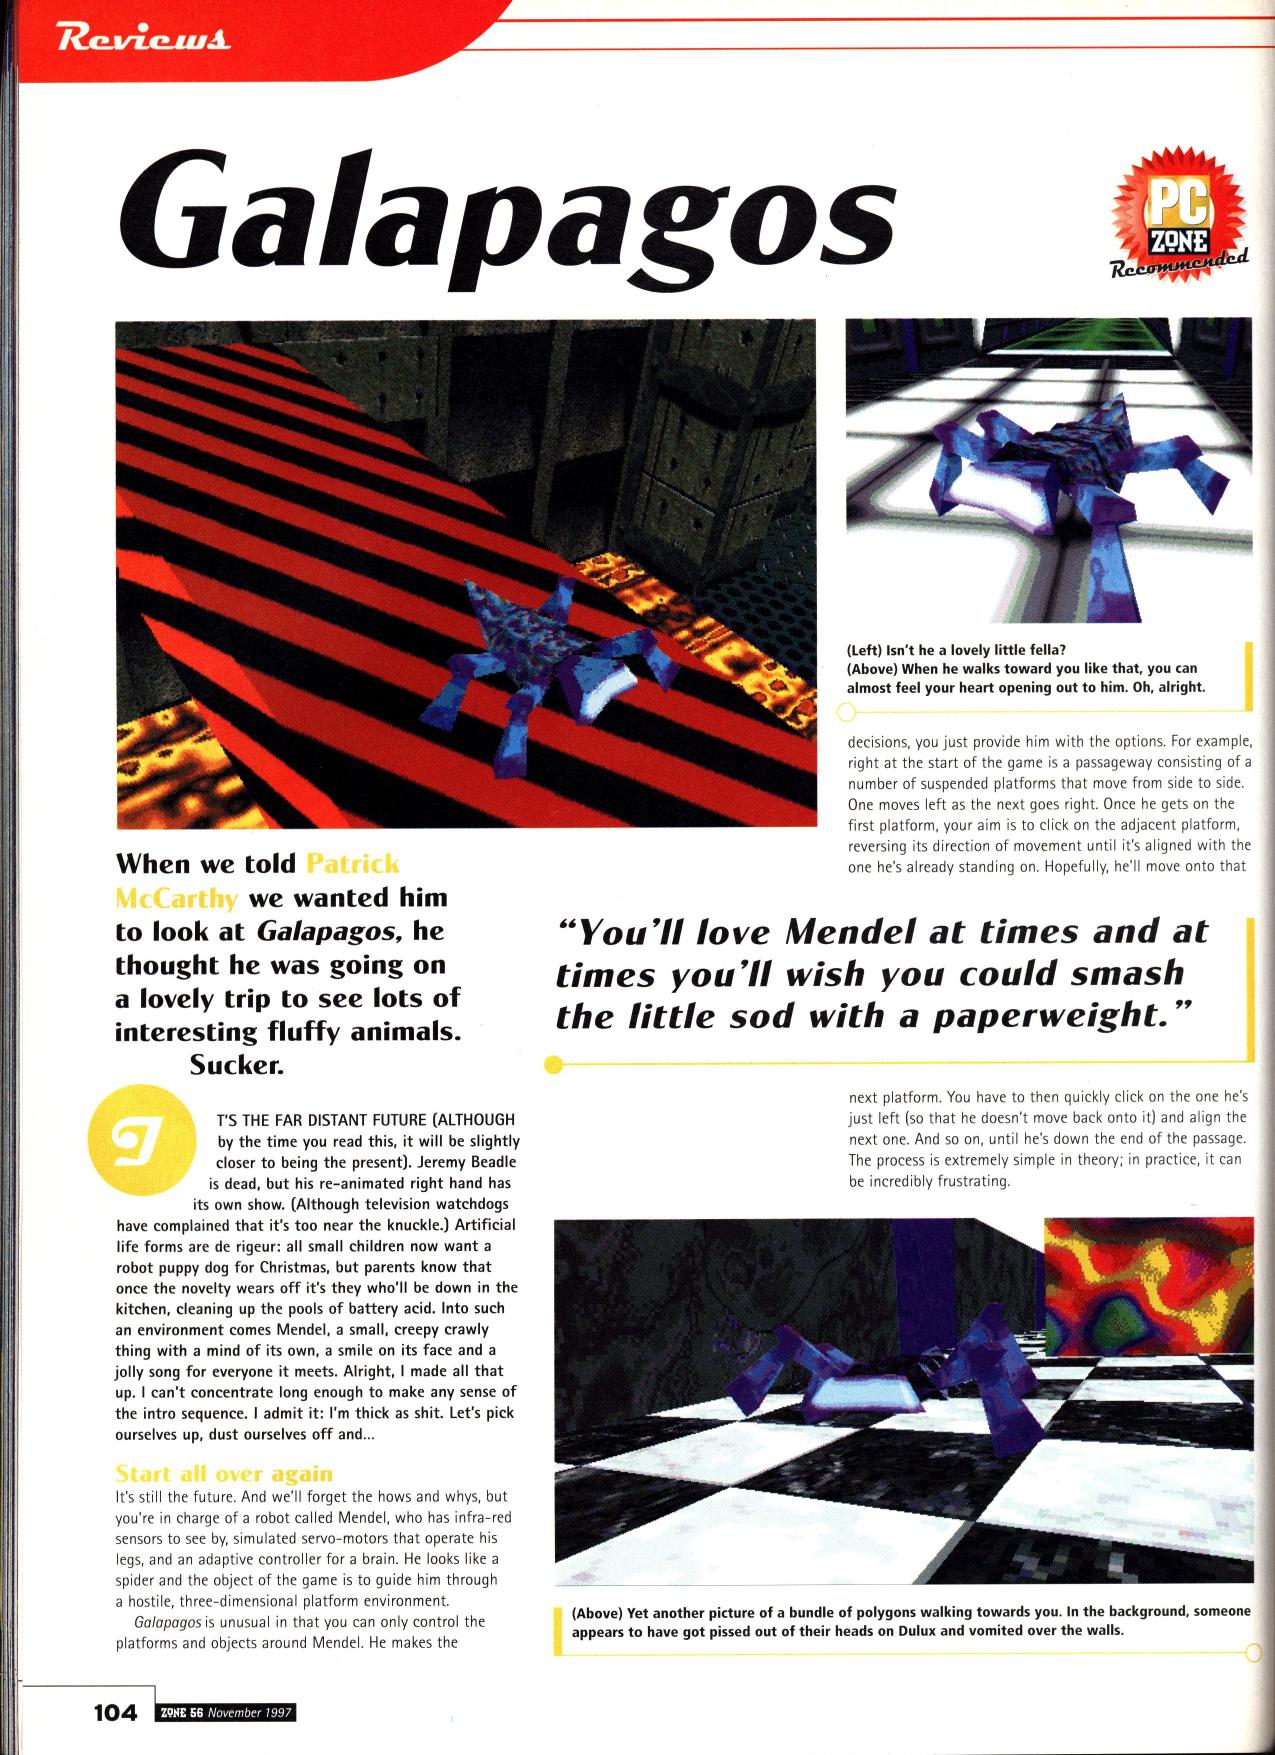 Reviews
Galapagos
PC
ZONE
Recommended
(Left) Isn't he a lovely little fella?
(Above) When he walks toward you like that, you can
almost feel your heart opening out to him. Oh, alright.
When we told Patrick
McCarthy we wanted him
to look at Galapagos, he
thought he was going on
a lovely trip to see lots of
interesting fluffy animals.
Sucker.
IT'S THE FAR DISTANT FUTURE (ALTHOUGH
by the time you read this, it will be slightly
closer to being the present). Jeremy Beadle
is dead, but his re-animated right hand has
its own show. (Although television watchdogs
have complained that it's too near the knuckle.) Artificial
life forms are de rigeur: all small children now want a
robot puppy dog for Christmas, but parents know that
once the novelty wears off it's they who'll be down in the
kitchen, cleaning up the pools of battery acid. Into such
an environment comes Mendel, a small, creepy crawly
thing with a mind of its own, a smile on its face and a
jolly song for everyone it meets. Alright, I made all that
up. I can't concentrate long enough to make any sense of
the intro sequence. I admit it: I'm thick as shit. Let's pick
ourselves up, dust ourselves off and...
Start all over again
It's still the future. And we'll forget the hows and whys, but
you're in charge of a robot called Mendel, who has infra-red
sensors to see by, simulated servo-motors that operate his
legs, and an adaptive controller for a brain. He looks like a
spider and the object of the game is to guide him through
a hostile, three-dimensional platform environment.
Galapagos is unusual in that you can only control the
platforms and objects around Mendel. He makes the
decisions, you just provide him with the options. For example,
right at the start of the game is a passageway consisting of a
number of suspended platforms that move from side to side.
One moves left as the next goes right. Once he gets on the
first platform, your aim is to click on the adjacent platform,
reversing its direction of movement until it's aligned with the
one he's already standing on. Hopefully, he'll move onto that
"You'll love Mendel at times and at
times you'll wish you could smash
the little sod with a paperweight."
next platform. You have to then quickly click on the one he's
just left (so that he doesn't move back onto it) and align the
next one. And so on, until he's down the end of the passage.
The process is extremely simple in theory; in practice, it can
be incredibly frustrating.
(Above) Yet another picture of a bundle of polygons walking towards you. In the background, someone
appears to have got pissed out of their heads on Dulux and vomited over the walls.
104 ZONE 56 November 1997